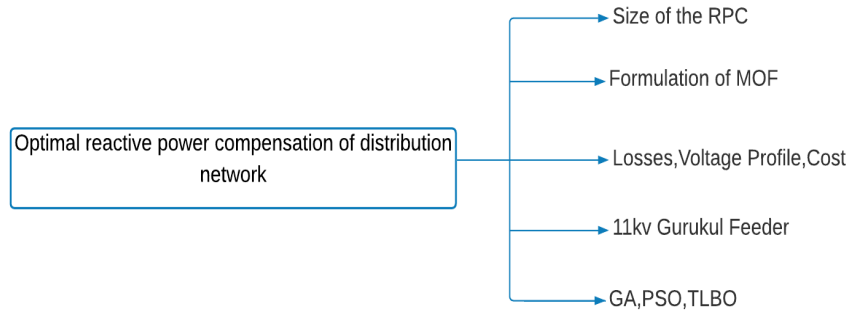 Optimal reactive power compensation of distribution
network
Size of the RPC
Formulation of MOF
Losses,Voltage Profile,Cost
11kv Gurukul Feeder
GA,PSO,TLBO